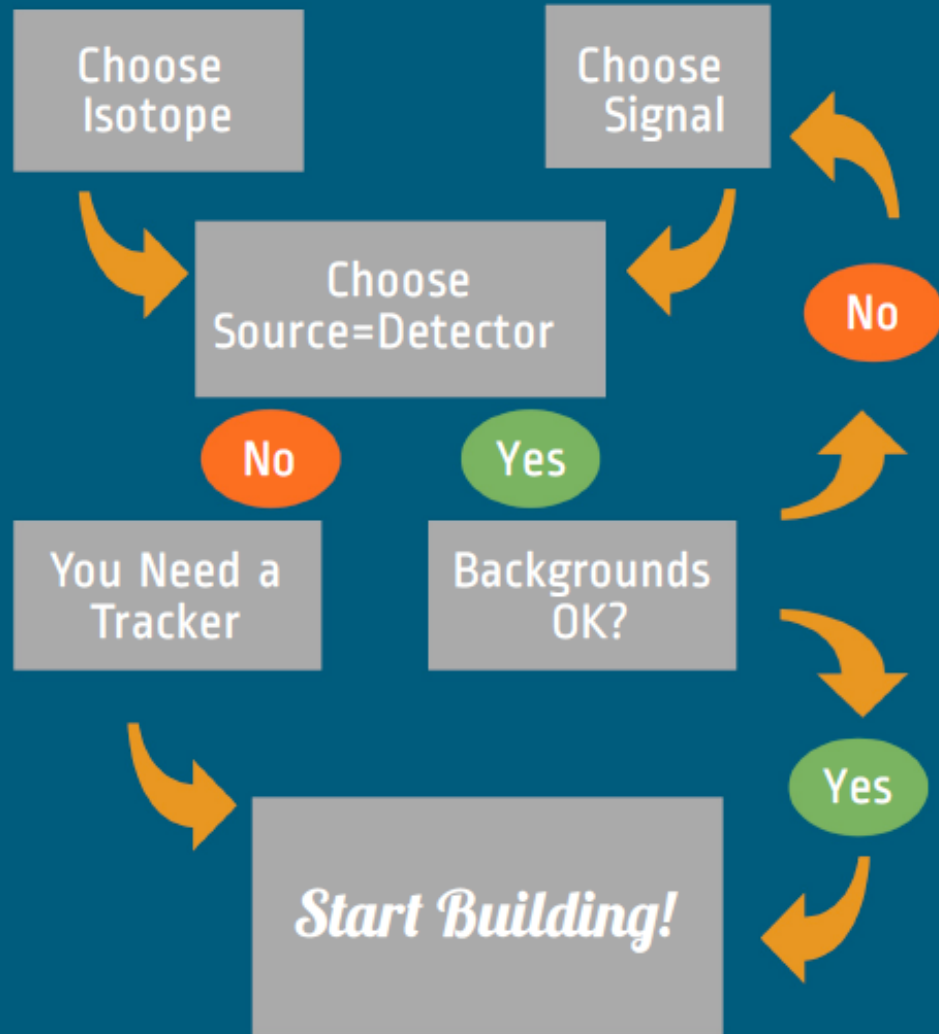 Choose
Isotope
Choose
Signal
Choose
Source=Detector
No
No
Yes
You Need a
Tracker
Backgrounds
OK?
Yes
Start Building!